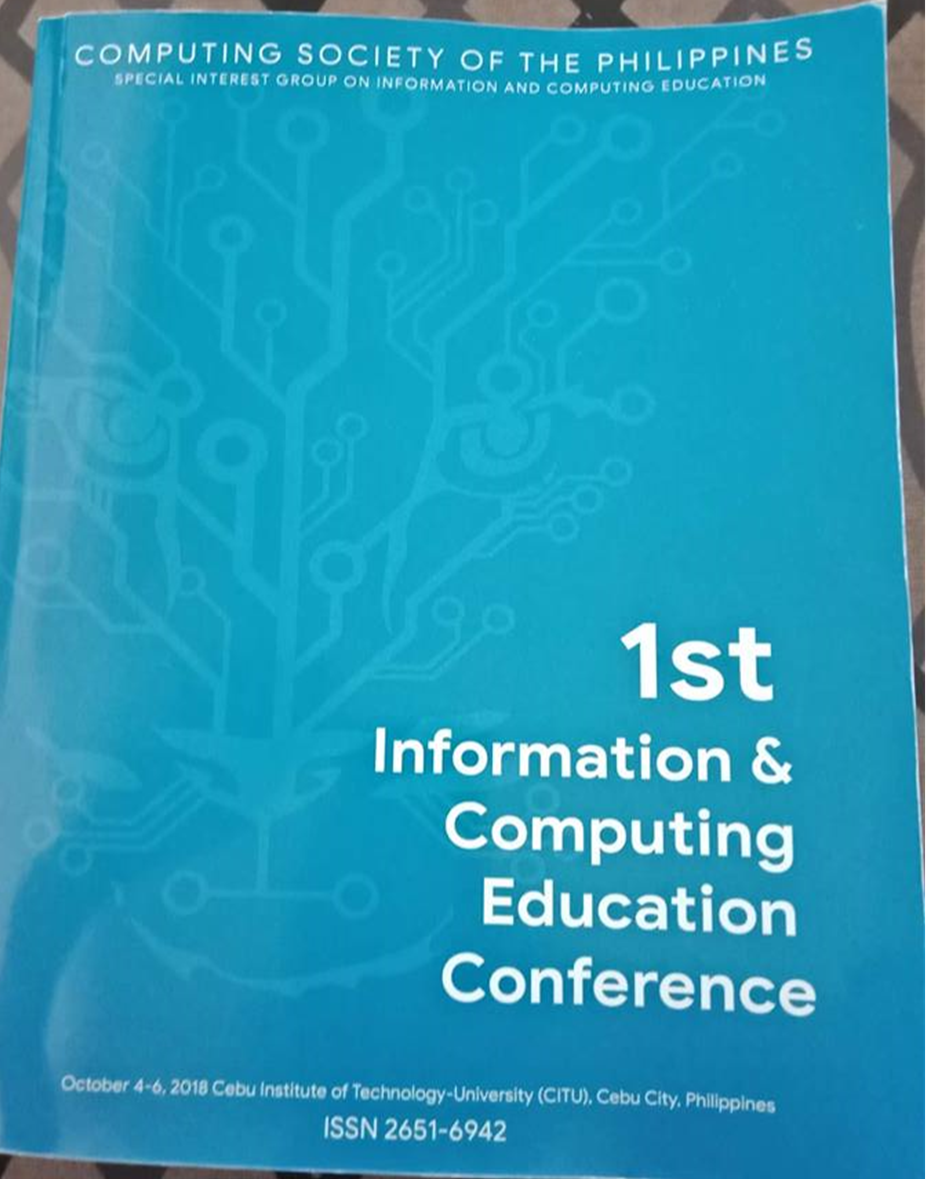 COMPUTING SOCIETY OF THE PHILIPPINES
SPECIAL INTEREST GROUP ON INFORMATION AND COMPUTING EDUCATION
1st
Information &
Computing
Education
Conference
October 4-6, 2018 Cebu Institute of Technology-University (CITU), Cebu City, Philippines
ISSN 2651-6942